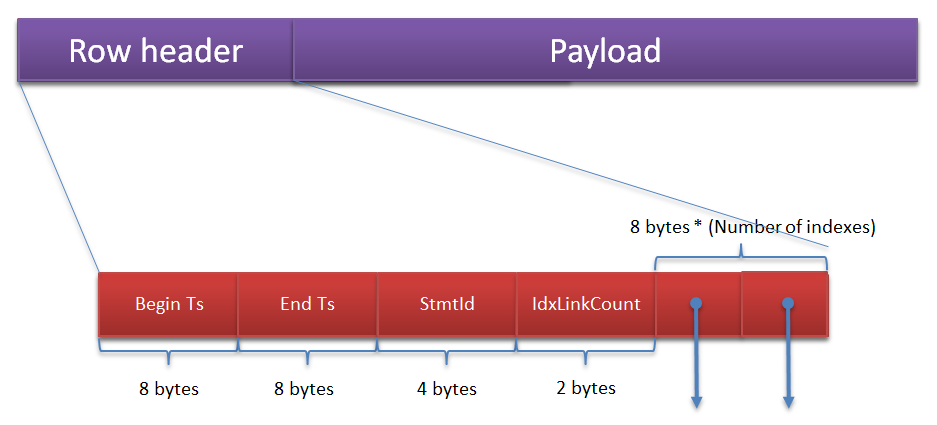 Row header
Payload
8 bytes * (Number of indexes)
Begin Ts
End Ts
StmtId
IdxLinkCount
8 bytes
8 bytes
4 bytes
2 bytes